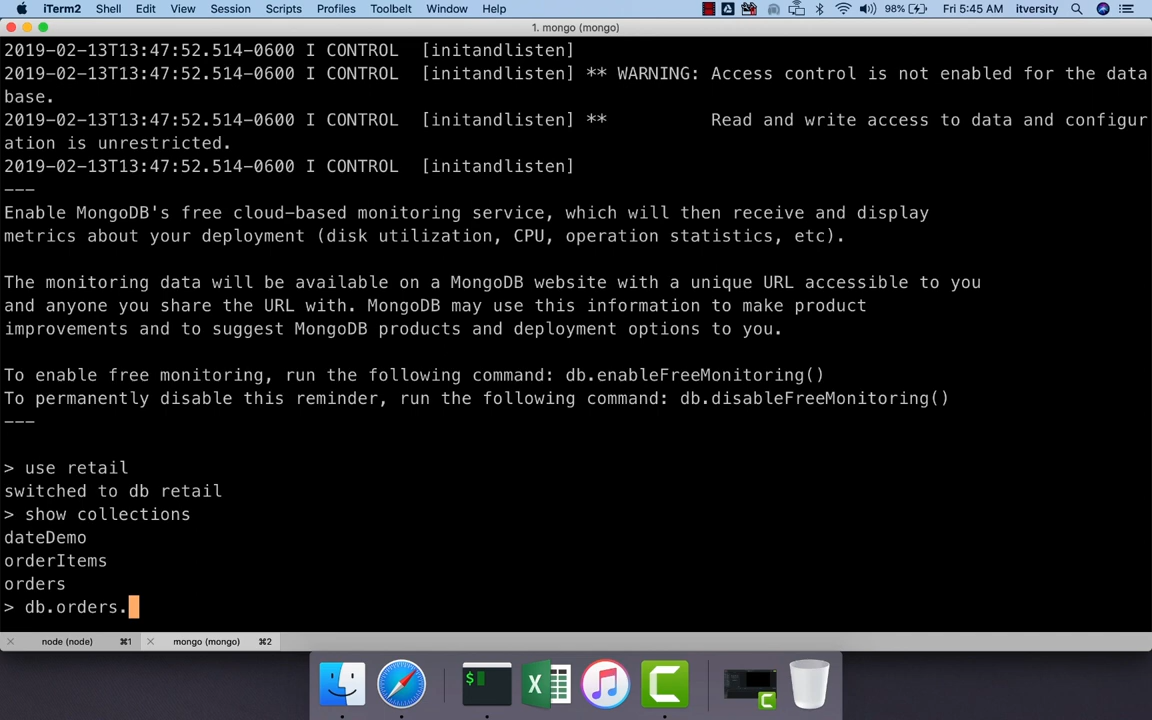 iTerm2 Shell Edit View Session Scripts Profiles Toolbelt Window Help 98% Fri 5:45 AM itversity
1. mongo (mongo)
2019-02-13T13:47:52.514-0600 I CONTROL  [initandlisten]
2019-02-13T13:47:52.514-0600 I CONTROL  [initandlisten] ** WARNING: Access control is not enabled for the data
base.
2019-02-13T13:47:52.514-0600 I CONTROL  [initandlisten] **          Read and write access to data and configur
ation is unrestricted.
2019-02-13T13:47:52.514-0600 I CONTROL  [initandlisten]
---
Enable MongoDB's free cloud-based monitoring service, which will then receive and display
metrics about your deployment (disk utilization, CPU, operation statistics, etc).
The monitoring data will be available on a MongoDB website with a unique URL accessible to you
and anyone you share the URL with. MongoDB may use this information to make product
improvements and to suggest MongoDB products and deployment options to you.
To enable free monitoring, run the following command: db.enableFreeMonitoring()
To permanently disable this reminder, run the following command: db.disableFreeMonitoring()
---
> use retail
switched to db retail
> show collections
dateDemo
orderItems
orders
> db.orders.
node (node) ⌘1 mongo (mongo) ⌘2